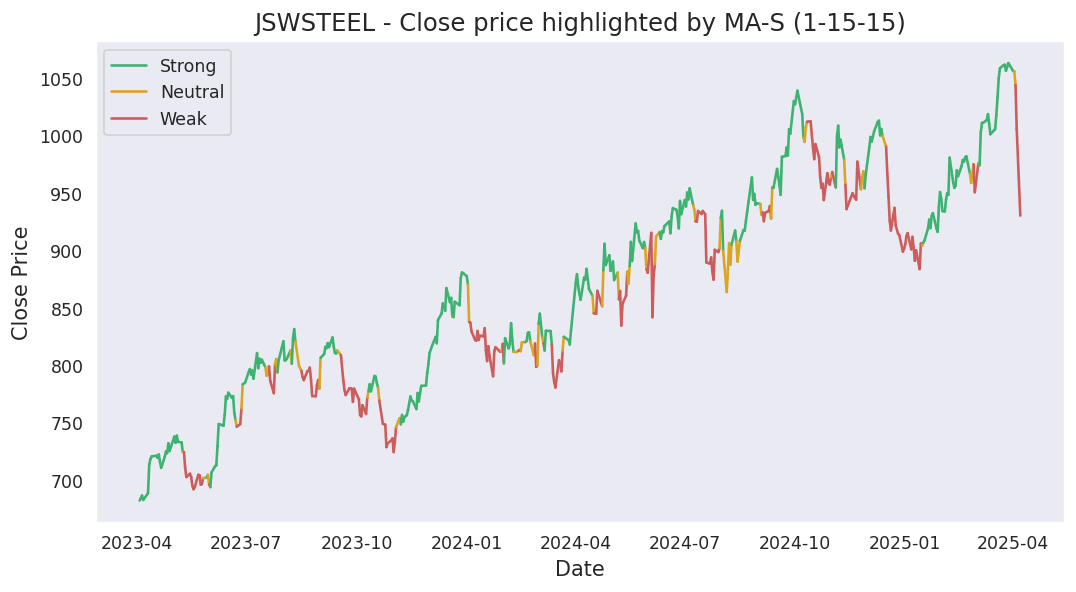 JSWSTEEL - Close price highlighted by MA-S (1-15-15)
Strong
Neutral
Weak
Close Price
1050
1000
950
900
850
800
750
700
2023-04 2023-07 2023-10 2024-01 2024-04 2024-07 2024-10 2025-01 2025-04
Date